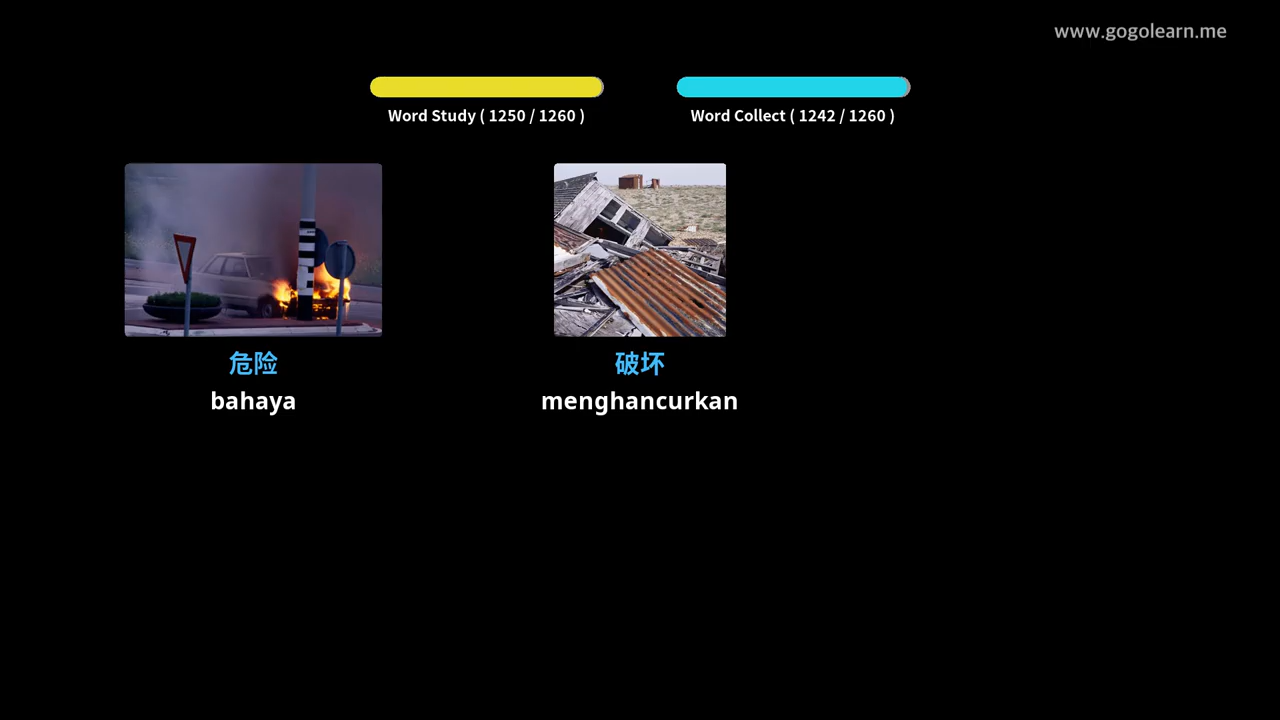 www.gogolearn.me
Word Study ( 1250 / 1260 )
Word Collect ( 1242 / 1260 )
危险
bahaya
破坏
menghancurkan